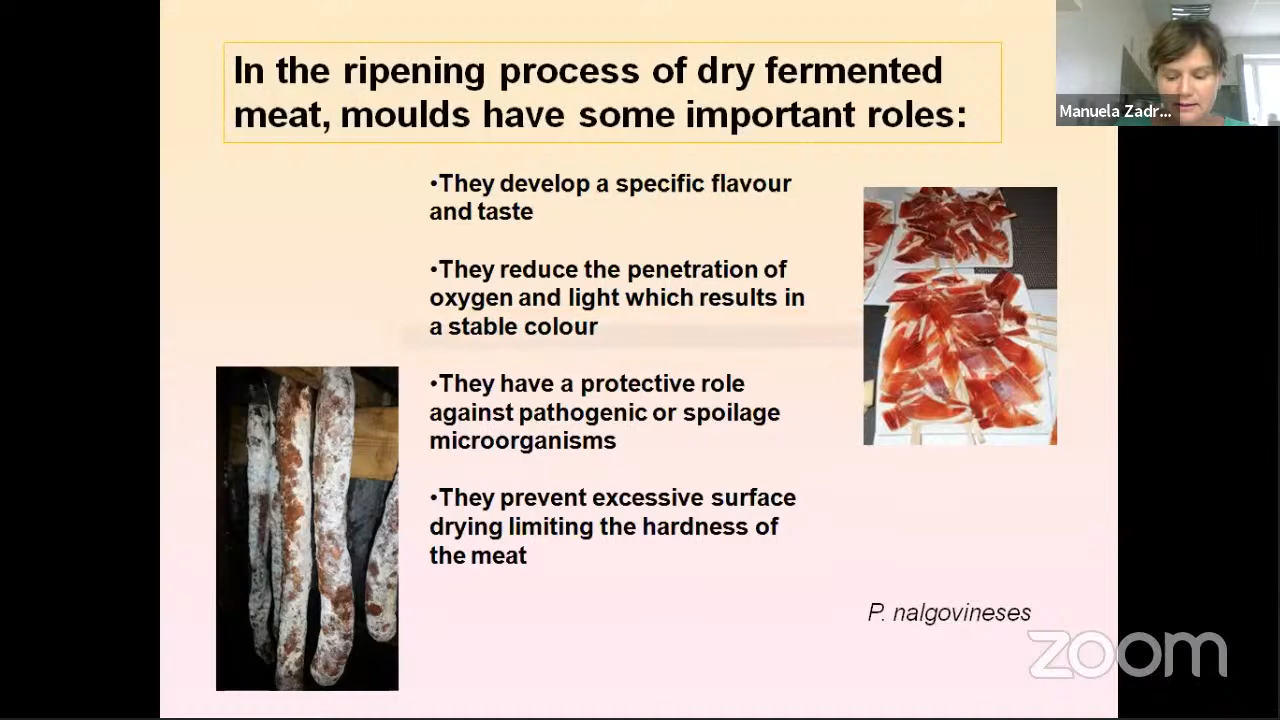 In the ripening process of dry fermented
meat, moulds have some important roles:
Manuela Zadr...
•They develop a specific flavour
and taste
•They reduce the penetration of
oxygen and light which results in
a stable colour
•They have a protective role
against pathogenic or spoilage
microorganisms
•They prevent excessive surface
drying limiting the hardness of
the meat
P. nalgovineses
zoom